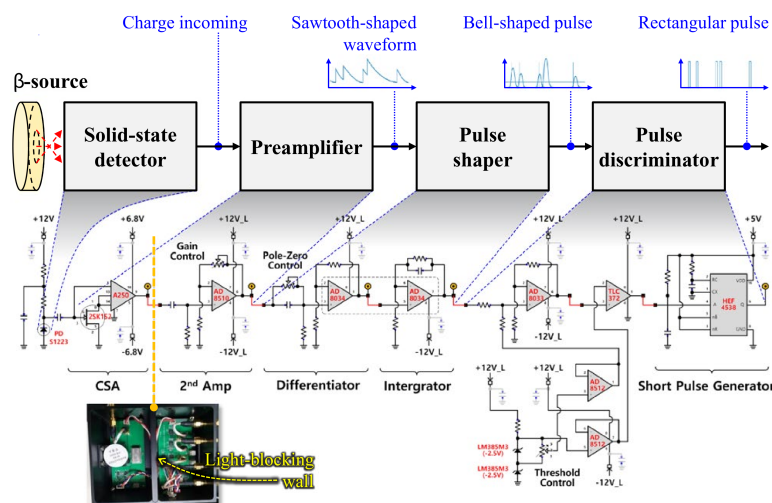 Charge incoming
Sawtooth-shaped
waveform
Bell-shaped pulse
Rectangular pulse
β-source
Solid-state
detector
Preamplifier
Pulse
shaper
Pulse
discriminator
+12V
+6.8V
+12V_L
+12V_L
+12V_L
+12V_L
+12V_L
+5V
Gain
Control
Pole-Zero
Control
A250
2SK152
PD
S1223
AD
8510
AD
8034
AD
8034
AD
8033
TLC
372
HEF
4538
-6.8V
-12V_L
-12V_L
-12V_L
-12V_L
CSA
2nd Amp
Differentiator
Intergrator
Short Pulse Generator
+12V_L
+12V_L
AD
8512
AD
8512
LM385M3
(-2.5V)
LM385M3
(-2.5V)
Threshold
Control
-12V_L
Light-blocking
wall